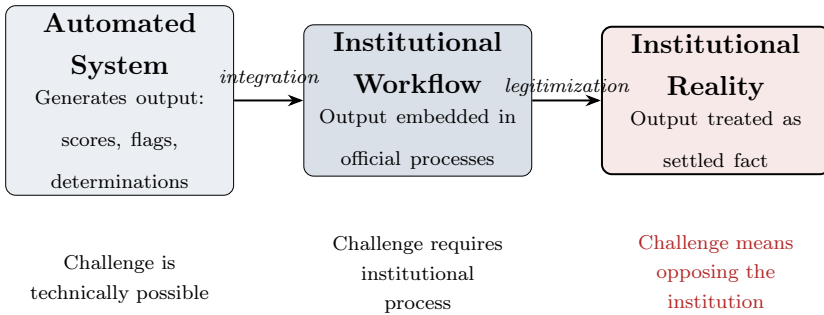 Automated
System
Generates output:
scores, flags,
determinations
integration
Institutional
Workflow
Output embedded in
official processes
legitimization
Institutional
Reality
Output treated as
settled fact
Challenge is
technically possible
Challenge requires
institutional
process
Challenge means
opposing the
institution